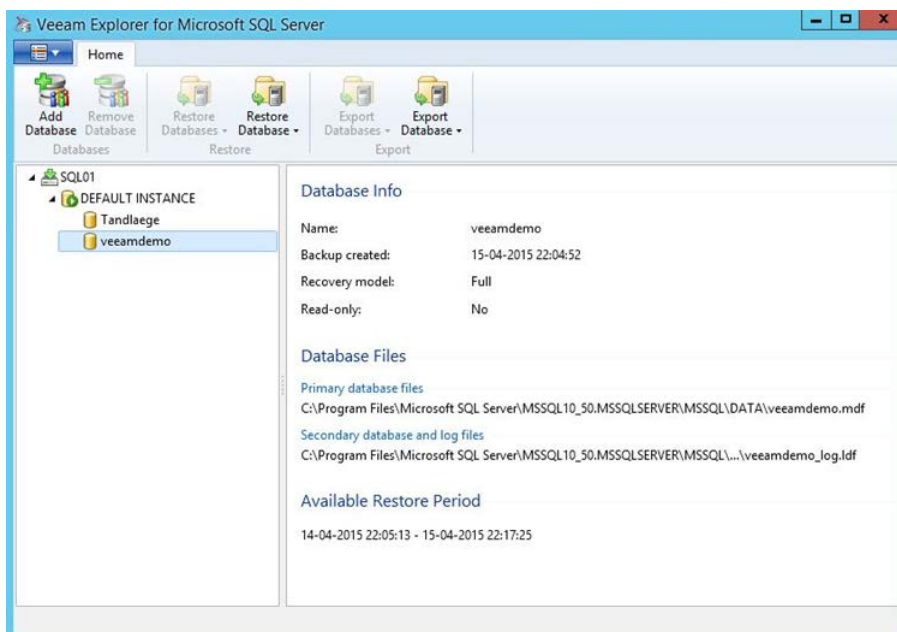 Veeam Explorer for Microsoft SQL Server
Home
Add Database
Remove Database
Restore Databases
Restore Database
Export Databases
Export Database
Databases
Restore
Export
SQL01
DEFAULT INSTANCE
Tandlaege
veeamdemo
Database Info
Name: veeamdemo
Backup created: 15-04-2015 22:04:52
Recovery model: Full
Read-only: No
Database Files
Primary database files
C:\Program Files\Microsoft SQL Server\MSSQL10_50.MSSQLSERVER\MSSQL\DATA\veeamdemo.mdf
Secondary database and log files
C:\Program Files\Microsoft SQL Server\MSSQL10_50.MSSQLSERVER\MSSQL\...\veeamdemo_log.ldf
Available Restore Period
14-04-2015 22:05:13 - 15-04-2015 22:17:25